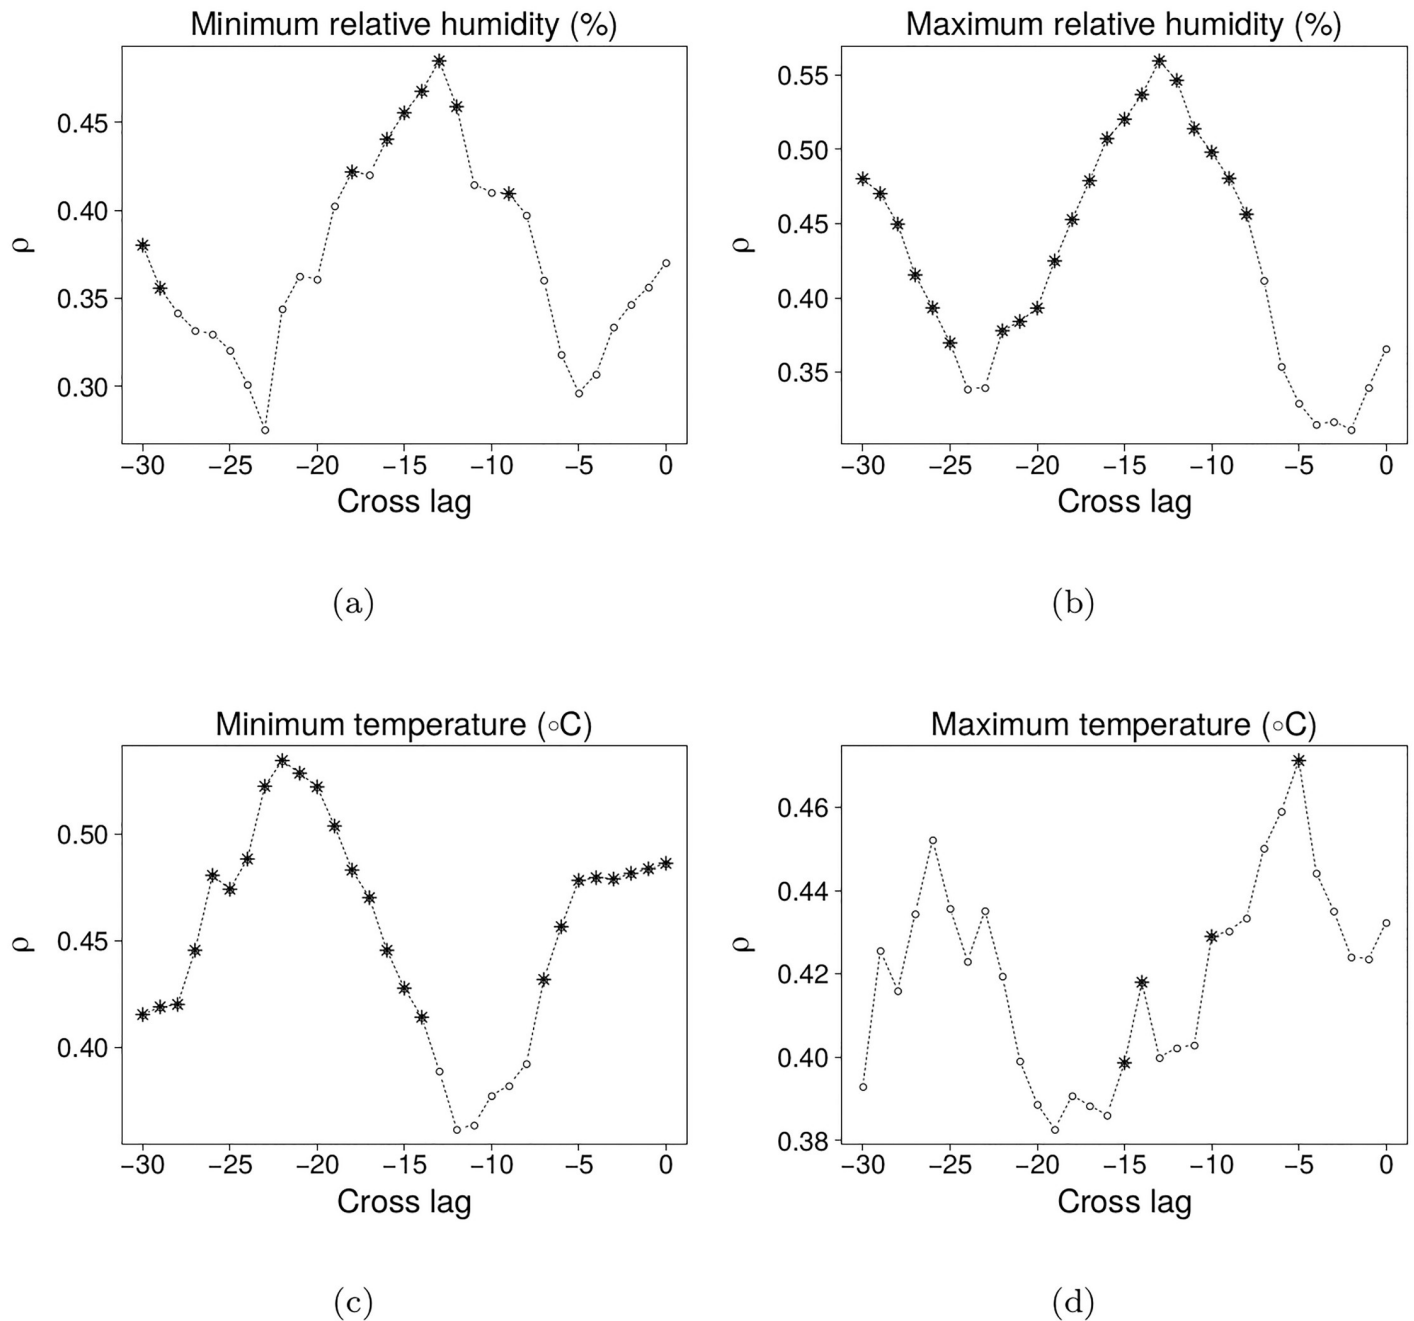 Minimum relative humidity (%)
0.45
0.40
0.35
0.30
ρ
−30 −25 −20 −15 −10 −5 0
Cross lag
(a)
Maximum relative humidity (%)
0.55
0.50
0.45
0.40
0.35
ρ
−30 −25 −20 −15 −10 −5 0
Cross lag
(b)
Minimum temperature (∘C)
0.50
0.45
0.40
ρ
−30 −25 −20 −15 −10 −5 0
Cross lag
(c)
Maximum temperature (∘C)
0.46
0.44
0.42
0.40
0.38
ρ
−30 −25 −20 −15 −10 −5 0
Cross lag
(d)